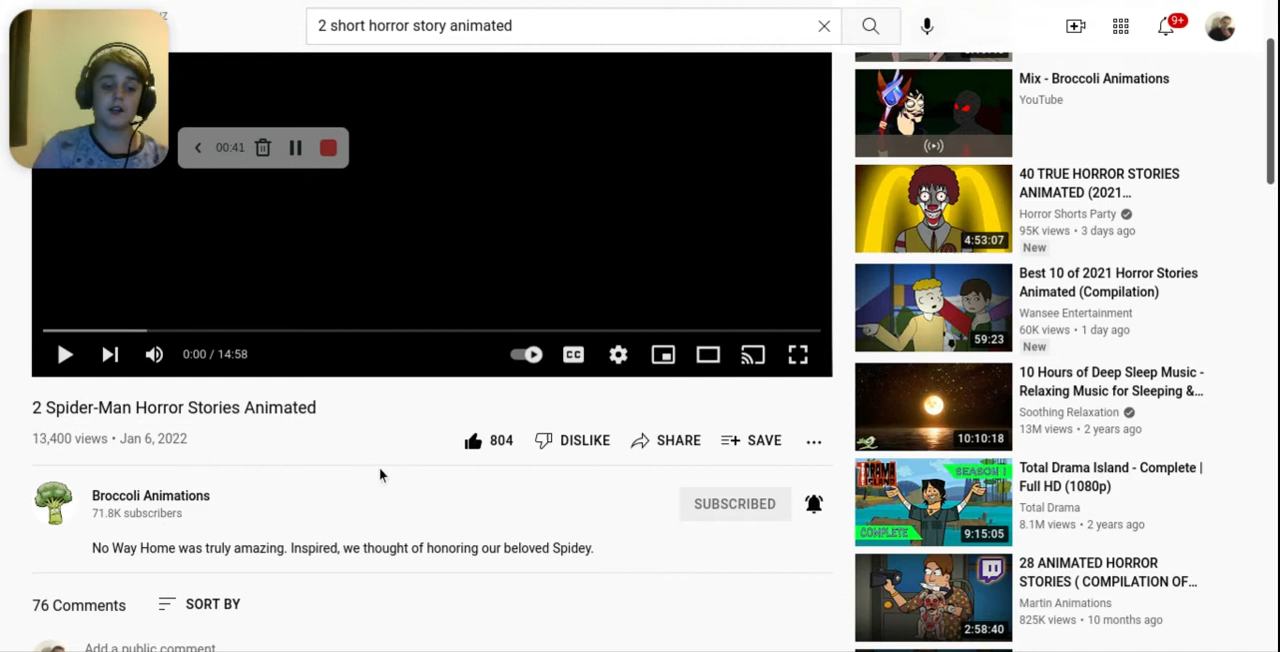 2 short horror story animated
9+
00:41
0:00 / 14:58
CC
2 Spider-Man Horror Stories Animated
13,400 views • Jan 6, 2022
804
DISLIKE
SHARE
SAVE
Broccoli Animations
71.8K subscribers
SUBSCRIBED
No Way Home was truly amazing. Inspired, we thought of honoring our beloved Spidey.
76 Comments
SORT BY
Add a public comment
Mix - Broccoli Animations
YouTube
4:53:07
40 TRUE HORROR STORIES
ANIMATED (2021...
Horror Shorts Party
95K views • 3 days ago
New
59:23
Best 10 of 2021 Horror Stories
Animated (Compilation)
Wansee Entertainment
60K views • 1 day ago
New
10:10:18
10 Hours of Deep Sleep Music -
Relaxing Music for Sleeping &...
Soothing Relaxation
13M views • 2 years ago
SEASON 1
DRAMA
ISLAND
COMPLETE
9:15:05
Total Drama Island - Complete |
Full HD (1080p)
Total Drama
8.1M views • 2 years ago
2:58:40
28 ANIMATED HORROR
STORIES ( COMPILATION OF...
Martin Animations
825K views • 10 months ago